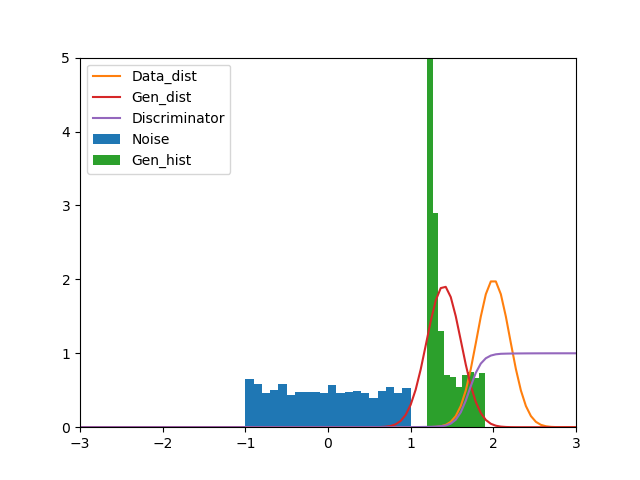 5
4
3
2
1
0
Data_dist
Gen_dist
Discriminator
Noise
Gen_hist
−3
−2
−1
0
1
2
3